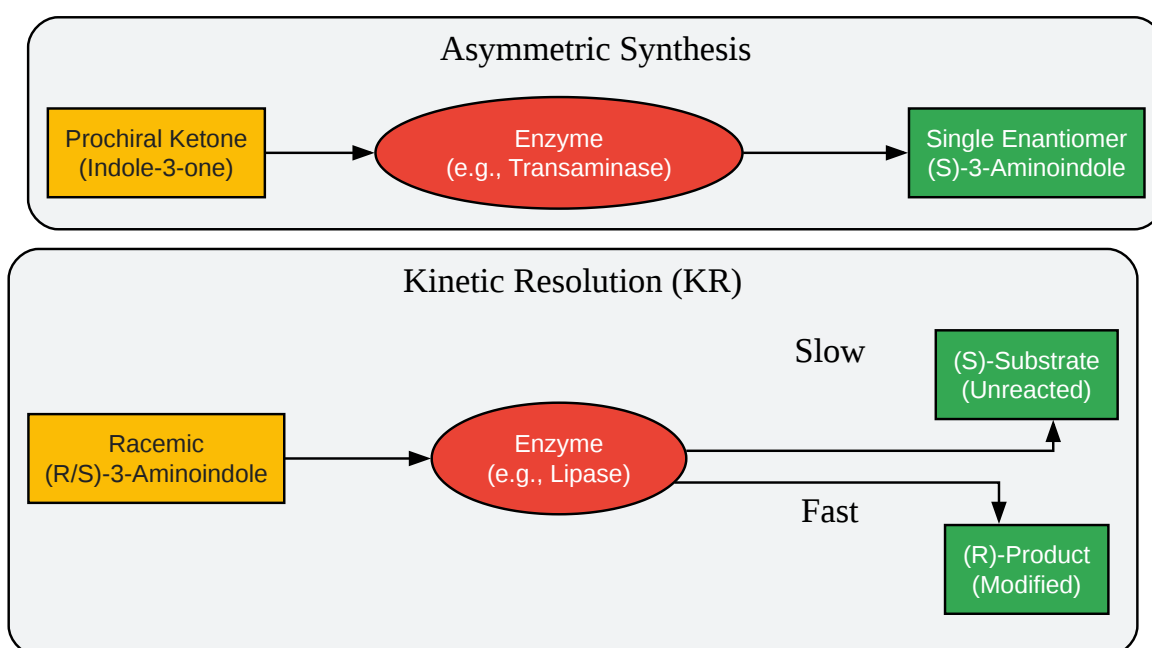 Asymmetric Synthesis
Prochiral Ketone
(Indole-3-one)
Enzyme
(e.g., Transaminase)
Single Enantiomer
(S)-3-Aminoindole
Kinetic Resolution (KR)
Racemic
(R/S)-3-Aminoindole
Enzyme
(e.g., Lipase)
Slow
(S)-Substrate
(Unreacted)
Fast
(R)-Product
(Modified)